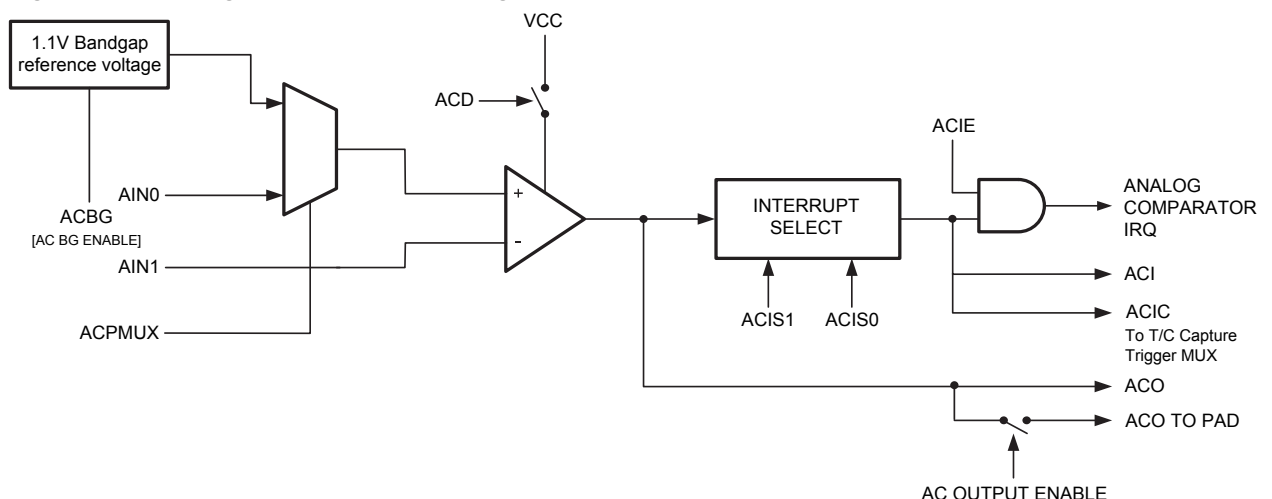 VCC
1.1V Bandgap
reference voltage
ACD
ACIE
AIN0
+
-
INTERRUPT
SELECT
ANALOG
COMPARATOR
IRQ
ACBG
[AC BG ENABLE]
AIN1
ACI
ACIS1
ACIS0
ACIC
To T/C Capture
Trigger MUX
ACPMUX
ACO
ACO TO PAD
AC OUTPUT ENABLE